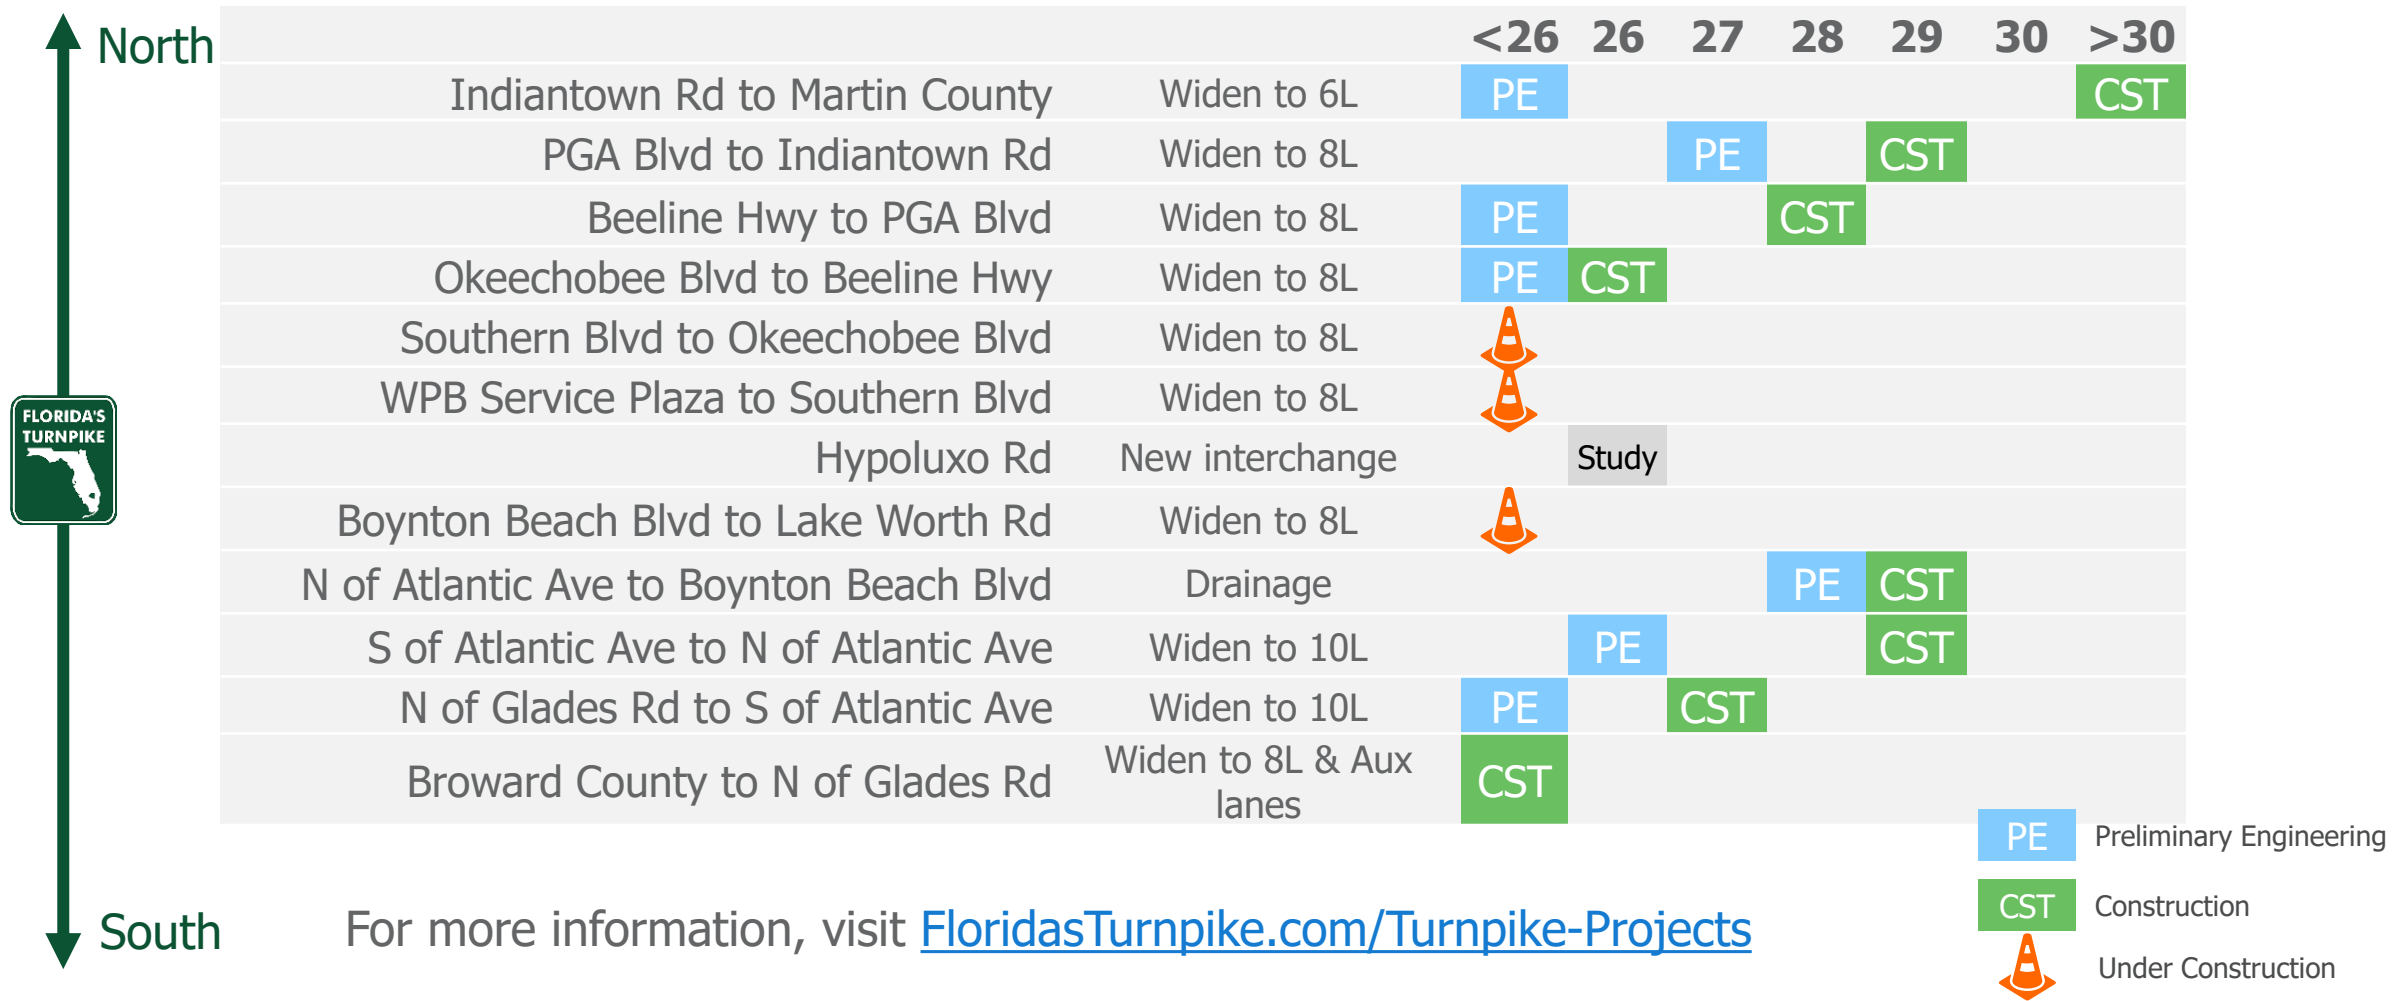 North
<26 26 27 28 29 30 >30
Indiantown Rd to Martin County Widen to 6L PE CST
PGA Blvd to Indiantown Rd Widen to 8L PE CST
Beeline Hwy to PGA Blvd Widen to 8L PE CST
Okeechobee Blvd to Beeline Hwy Widen to 8L PE CST
Southern Blvd to Okeechobee Blvd Widen to 8L
WPB Service Plaza to Southern Blvd Widen to 8L
FLORIDA'S
TURNPIKE
Hypoluxo Rd New interchange Study
Boynton Beach Blvd to Lake Worth Rd Widen to 8L
N of Atlantic Ave to Boynton Beach Blvd Drainage PE CST
S of Atlantic Ave to N of Atlantic Ave Widen to 10L PE CST
N of Glades Rd to S of Atlantic Ave Widen to 10L PE CST
Broward County to N of Glades Rd Widen to 8L & Aux
lanes CST
PE Preliminary Engineering
CST Construction
Under Construction
South
For more information, visit FloridasTurnpike.com/Turnpike-Projects